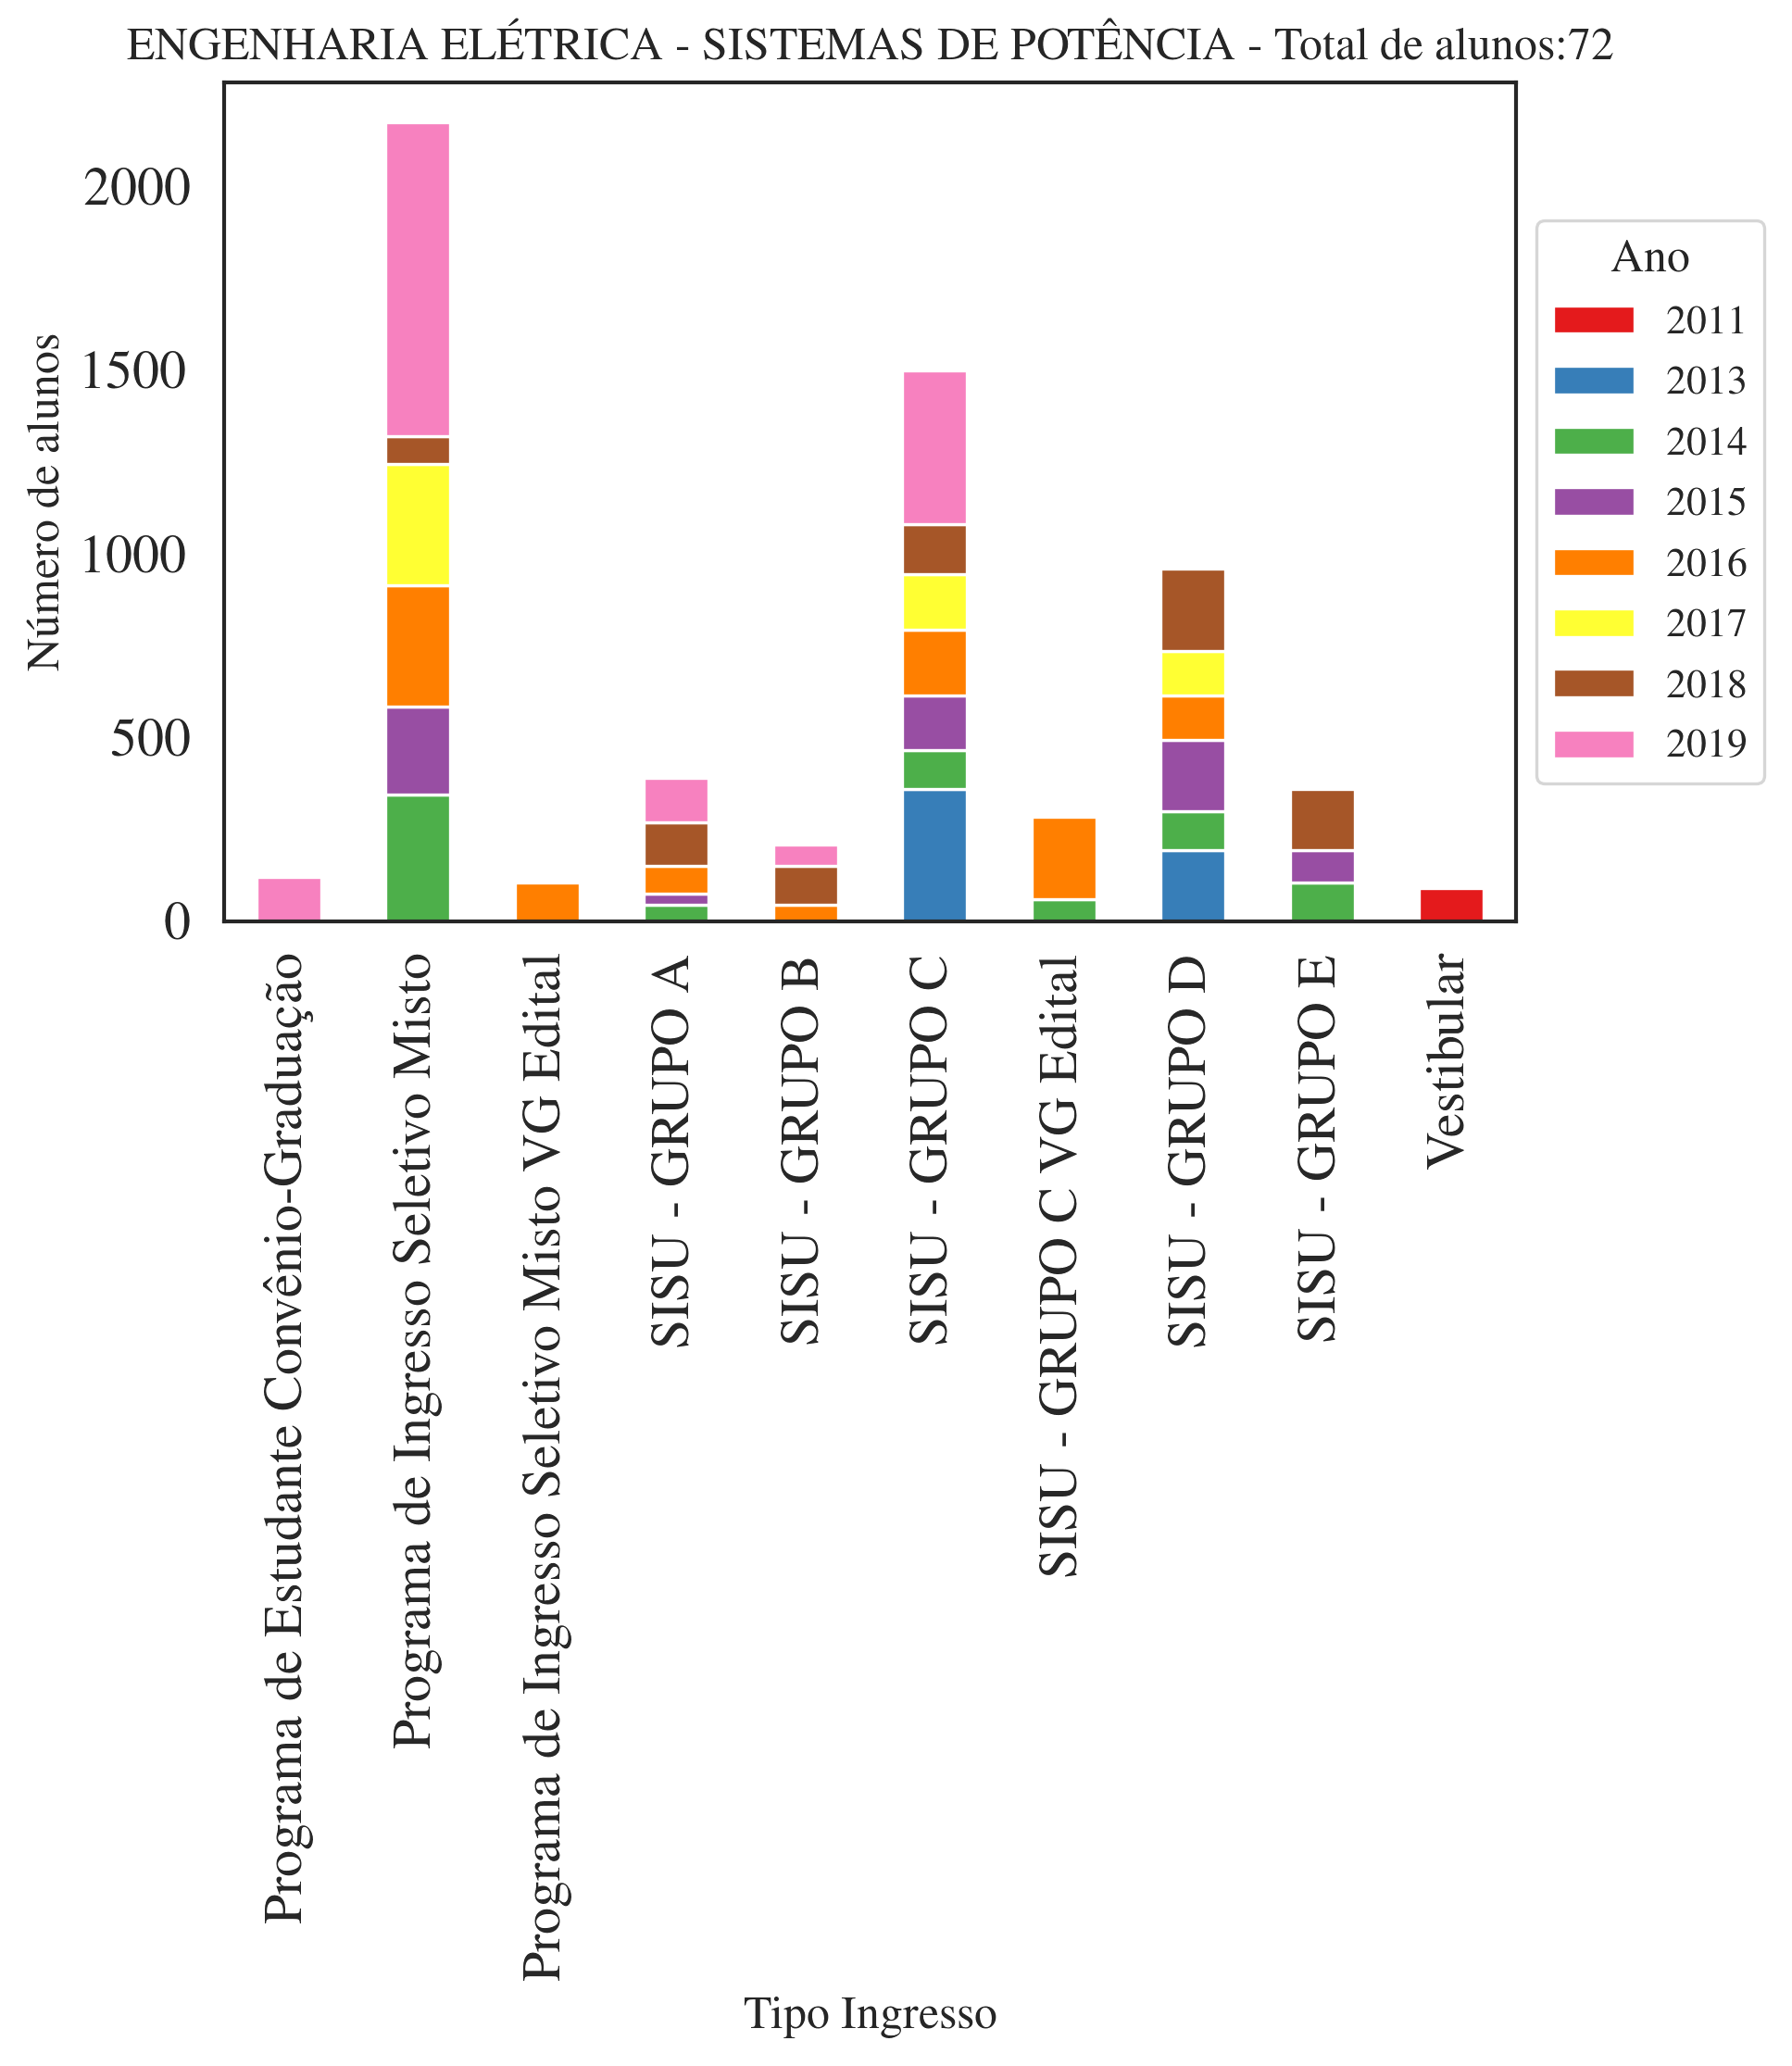 ENGENHARIA ELÉTRICA - SISTEMAS DE POTÊNCIA - Total de alunos:72
Número de alunos
2000
1500
1000
500
0
Ano
2011
2013
2014
2015
2016
2017
2018
2019
Programa de Estudante Convênio-Graduação
Programa de Ingresso Seletivo Misto
Programa de Ingresso Seletivo Misto VG Edital
SISU - GRUPO A
SISU - GRUPO B
SISU - GRUPO C
SISU - GRUPO C VG Edital
SISU - GRUPO D
SISU - GRUPO E
Vestibular
Tipo Ingresso